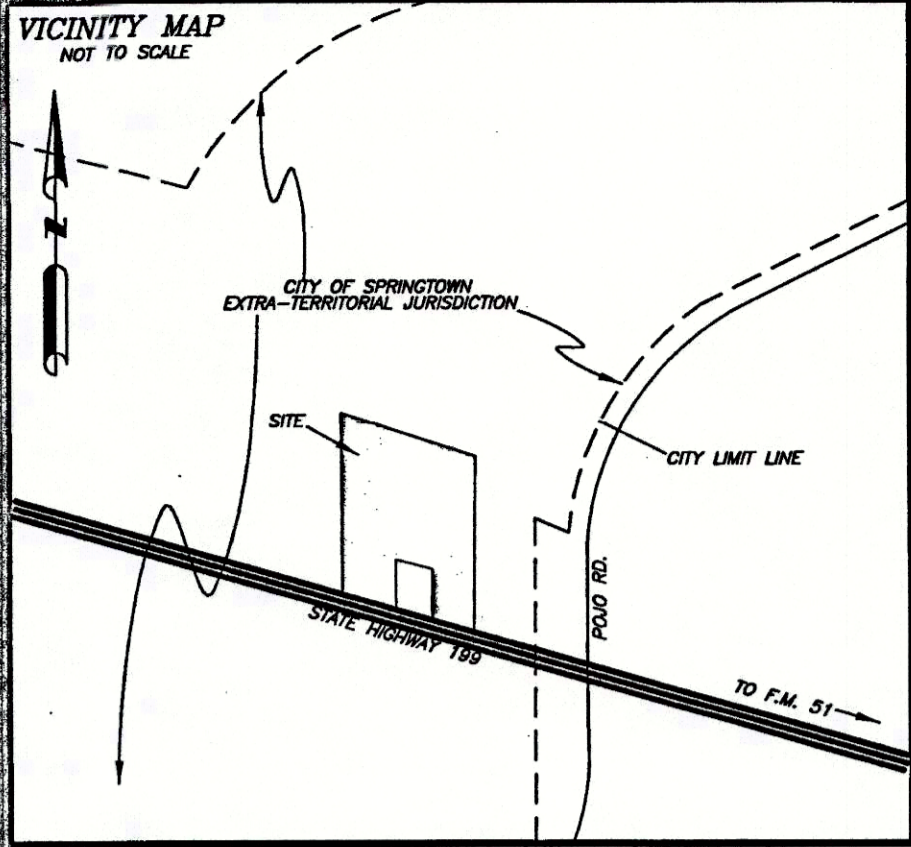 VICINITY MAP
NOT TO SCALE
N
CITY OF SPRINGTOWN
EXTRA-TERRITORIAL JURISDICTION
SITE
CITY LIMIT LINE
POJO RD.
STATE HIGHWAY 199
TO F.M. 51